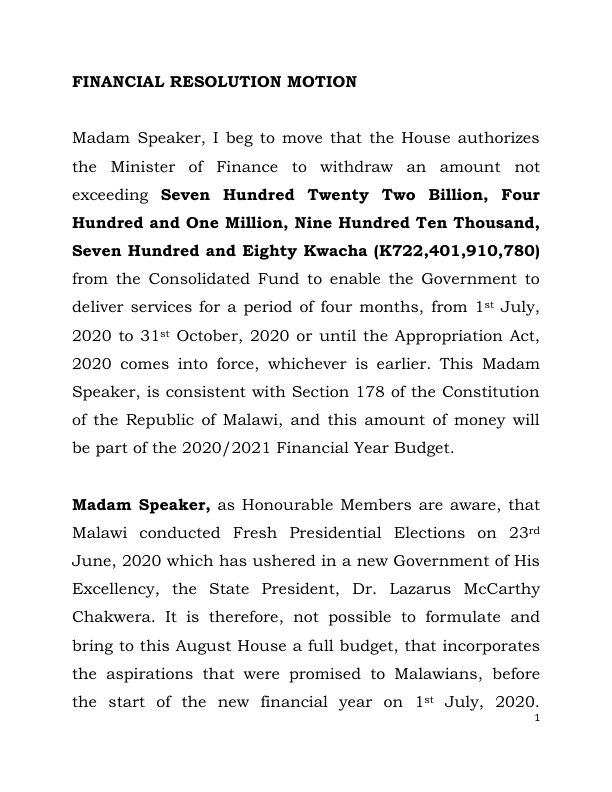 FINANCIAL RESOLUTION MOTION
Madam Speaker, I beg to move that the House authorizes
the Minister of Finance to withdraw an amount not
exceeding Seven Hundred Twenty Two Billion, Four
Hundred and One Million, Nine Hundred Ten Thousand,
Seven Hundred and Eighty Kwacha (K722,401,910,780)
from the Consolidated Fund to enable the Government to
deliver services for a period of four months, from 1st July,
2020 to 31st October, 2020 or until the Appropriation Act,
2020 comes into force, whichever is earlier. This Madam
Speaker, is consistent with Section 178 of the Constitution
of the Republic of Malawi, and this amount of money will
be part of the 2020/2021 Financial Year Budget.
Madam Speaker, as Honourable Members are aware, that
Malawi conducted Fresh Presidential Elections on 23rd
June, 2020 which has ushered in a new Government of His
Excellency, the State President, Dr. Lazarus McCarthy
Chakwera. It is therefore, not possible to formulate and
bring to this August House a full budget, that incorporates
the aspirations that were promised to Malawians, before
the start of the new financial year on 1st July, 2020.
1